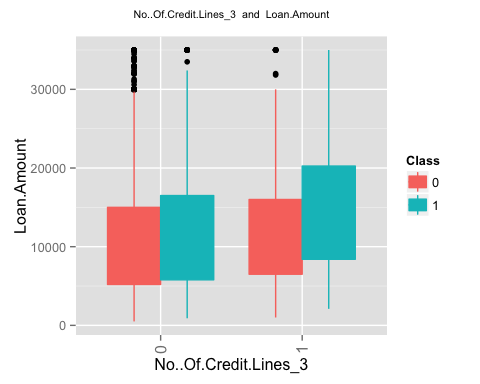 No..Of.Credit.Lines_3 and Loan.Amount
30000
20000
10000
0
Loan.Amount
0
1
No..Of.Credit.Lines_3
Class
0
1